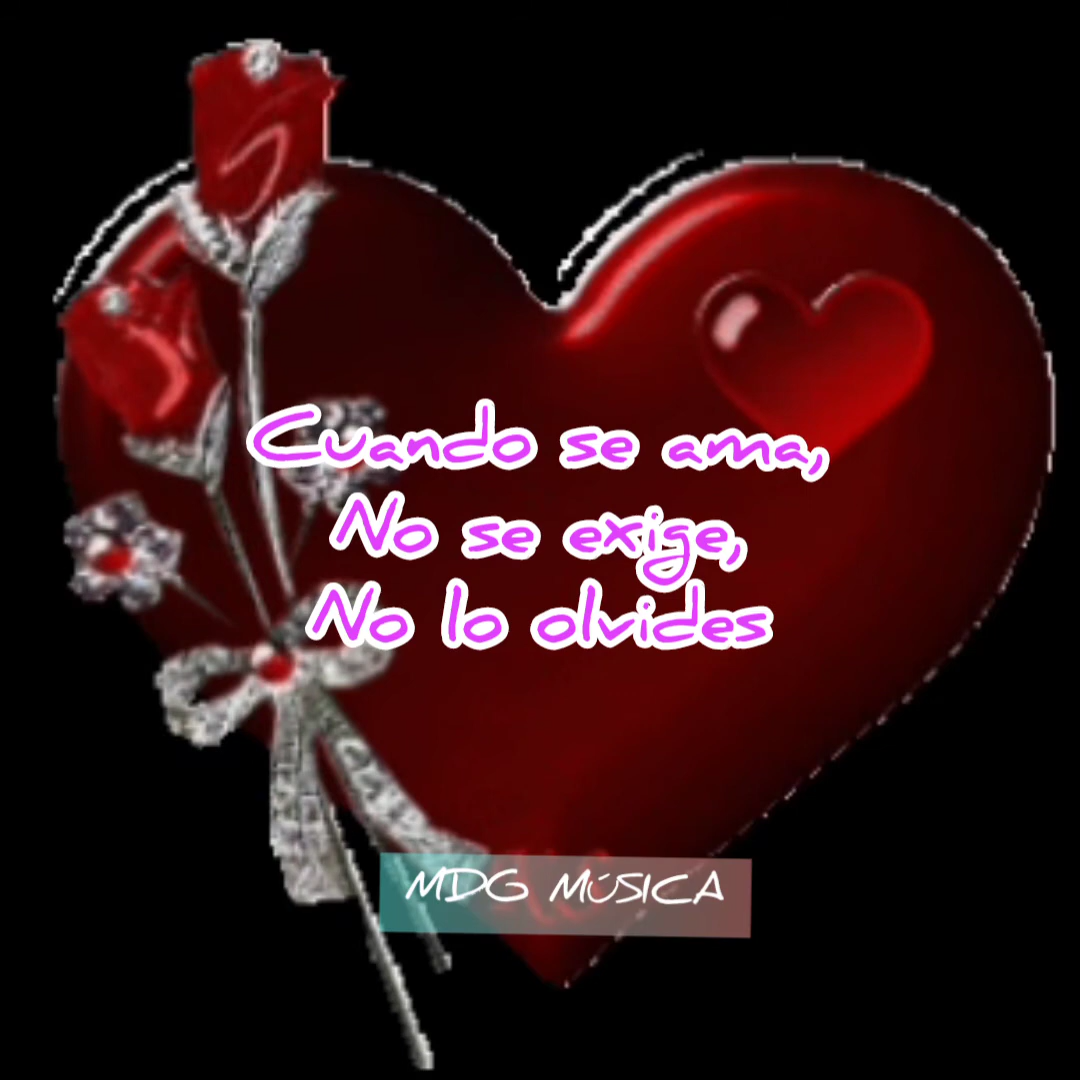 Cuando se ama,
No se exige,
No lo olvides
MDG MÚSICA